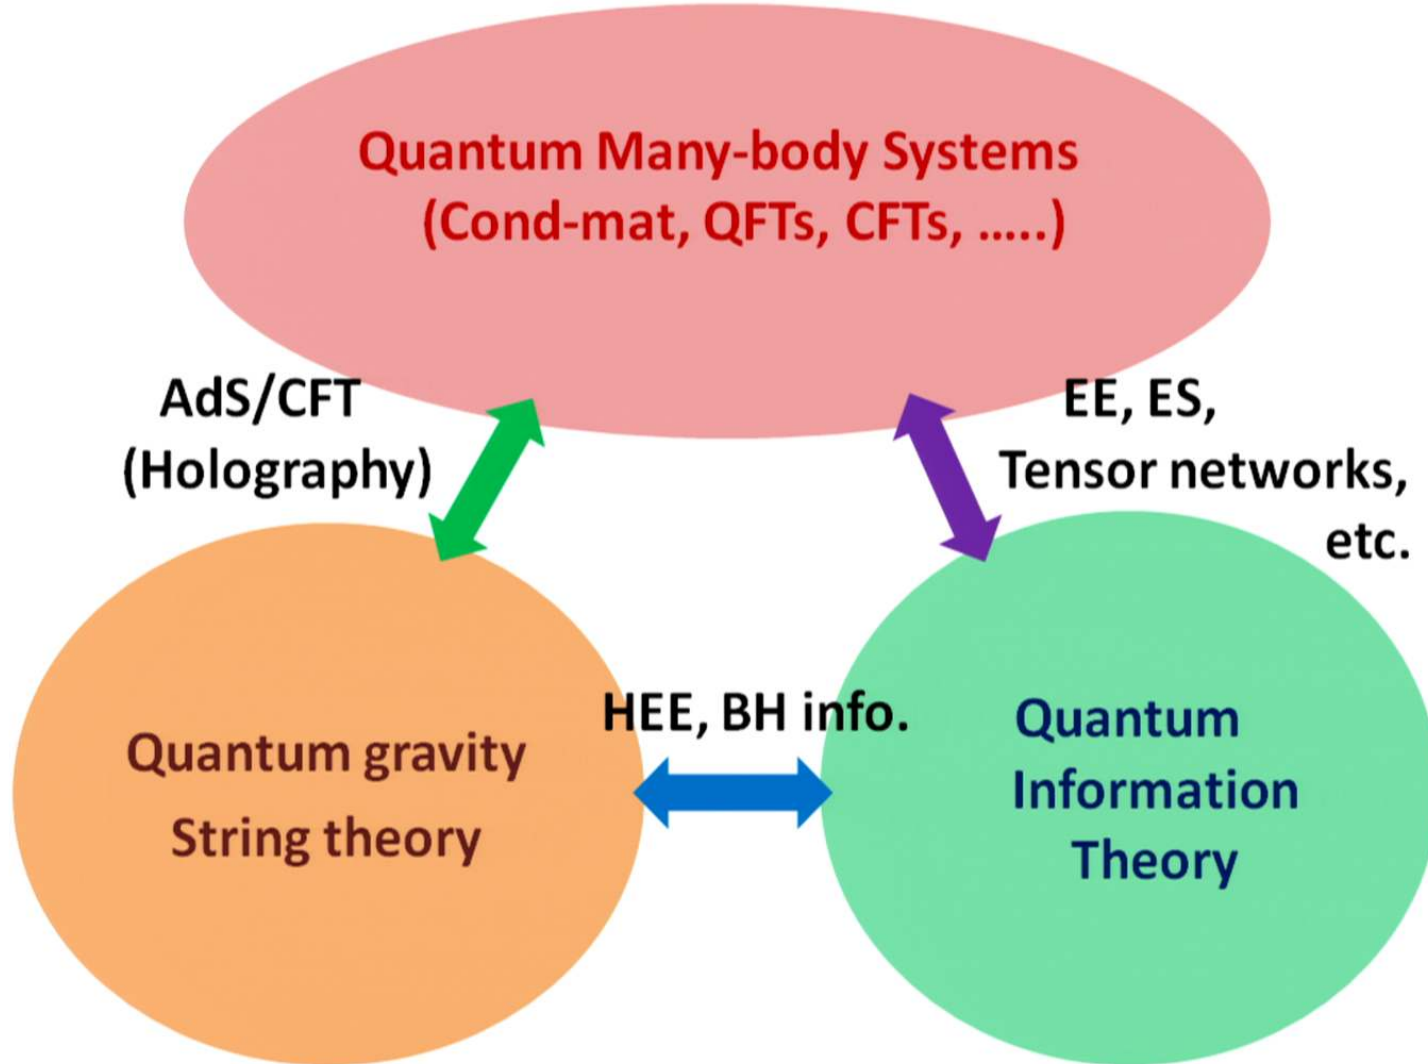 Quantum Many-body Systems
(Cond-mat, QFTs, CFTs, .....)
AdS/CFT
(Holography)
EE, ES,
Tensor networks,
etc.
HEE, BH info.
Quantum gravity
String theory
Quantum
Information
Theory